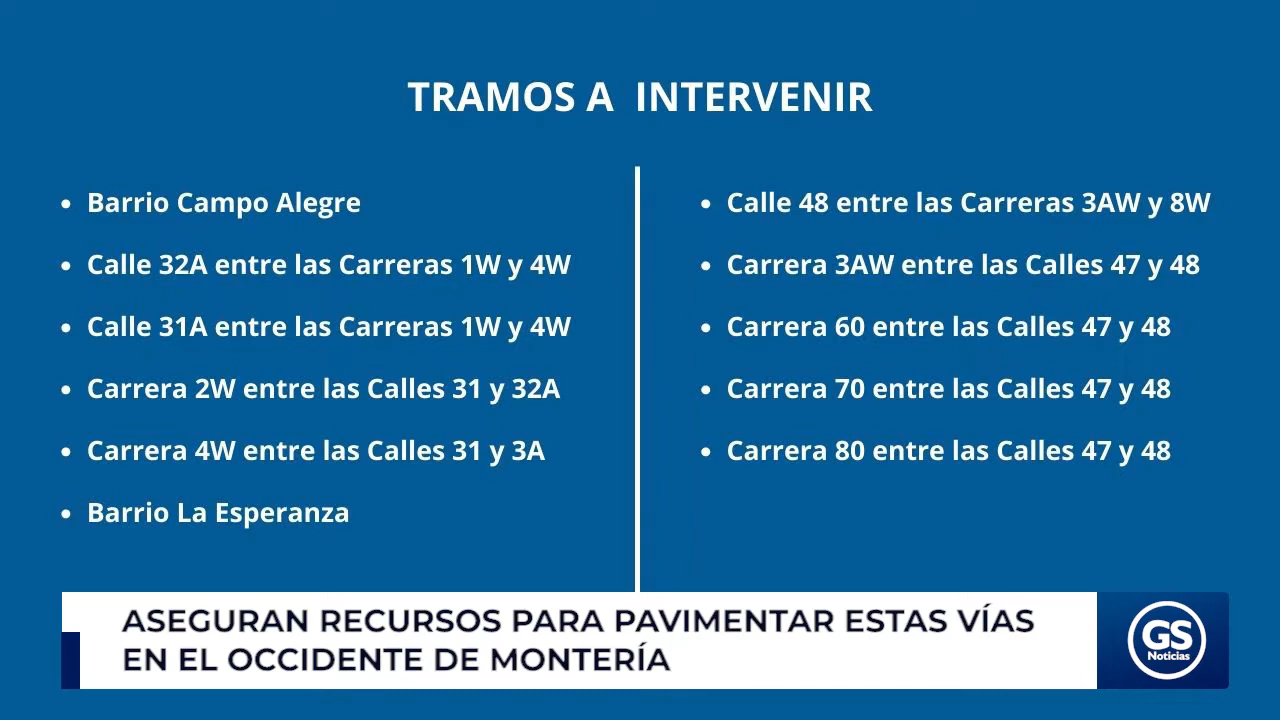 TRAMOS A INTERVENIR
• Barrio Campo Alegre
• Calle 32A entre las Carreras 1W y 4W
• Calle 31A entre las Carreras 1W y 4W
• Carrera 2W entre las Calles 31 y 32A
• Carrera 4W entre las Calles 31 y 3A
• Barrio La Esperanza
• Calle 48 entre las Carreras 3AW y 8W
• Carrera 3AW entre las Calles 47 y 48
• Carrera 60 entre las Calles 47 y 48
• Carrera 70 entre las Calles 47 y 48
• Carrera 80 entre las Calles 47 y 48
ASEGURAN RECURSOS PARA PAVIMENTAR ESTAS VÍAS
EN EL OCCIDENTE DE MONTERÍA
GS
Noticias